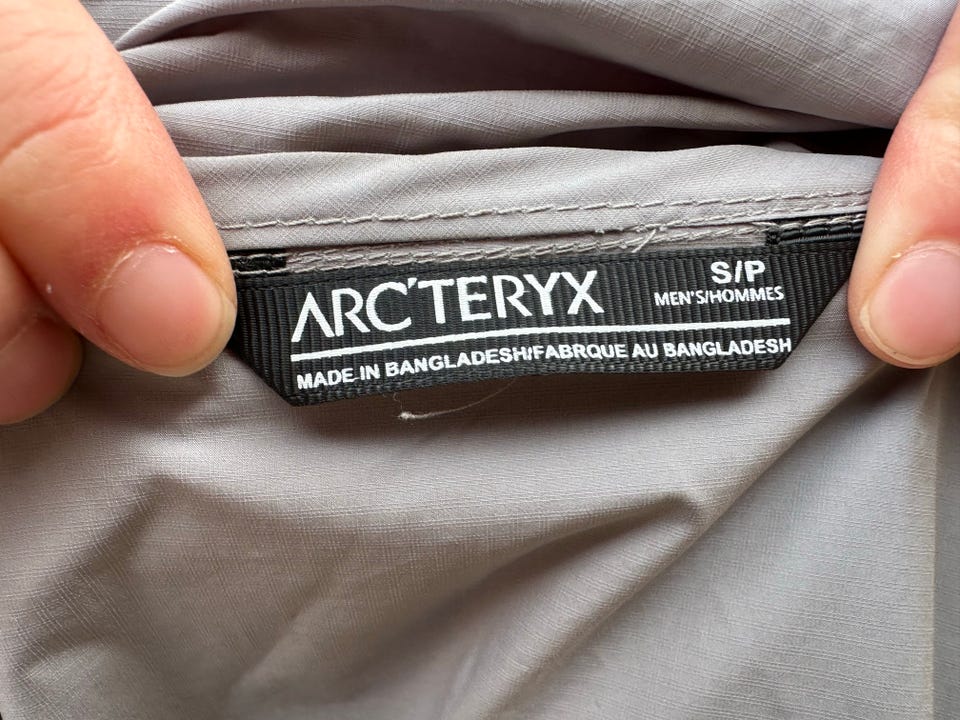 ARC'TERYX
S/P
MEN'S/HOMMES
MADE IN BANGLADESH/FABRQUE AU BANGLADESH